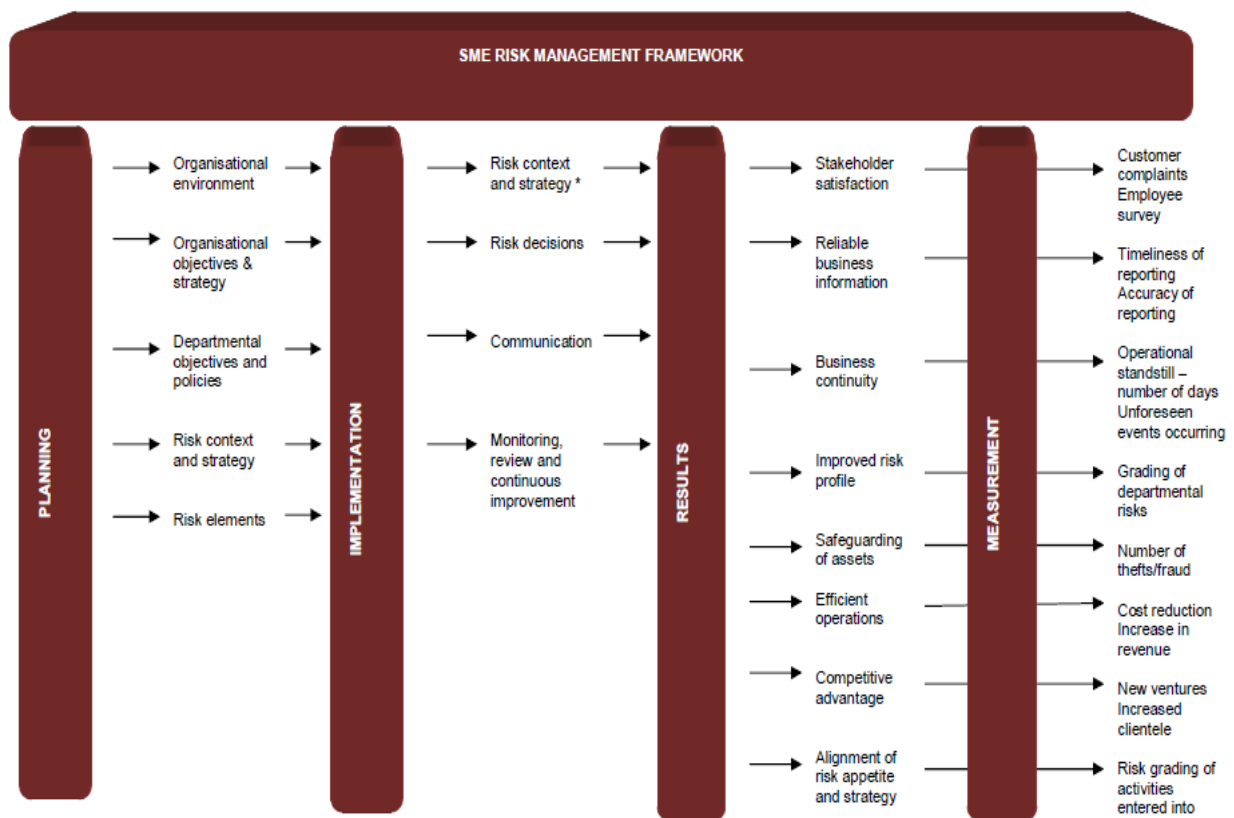 SME RISK MANAGEMENT FRAMEWORK
PLANNING
Organisational
environment
Organisational
objectives &
strategy
Departmental
objectives and
policies
Risk context
and strategy
Risk elements
IMPLEMENTATION
Risk context
and strategy *
Risk decisions
Communication
Monitoring,
review and
continuous
improvement
RESULTS
Stakeholder
satisfaction
Reliable
business
information
Business
continuity
Improved risk
profile
Safeguarding
of assets
Efficient
operations
Competitive
advantage
Alignment of
risk appetite
and strategy
MEASUREMENT
Customer
complaints
Employee
survey
Timeliness of
reporting
Accuracy of
reporting
Operational
standstill –
number of days
Unforeseen
events occurring
Grading of
departmental
risks
Number of
thefts/fraud
Cost reduction
Increase in
revenue
New ventures
Increased
clientele
Risk grading of
activities
entered into